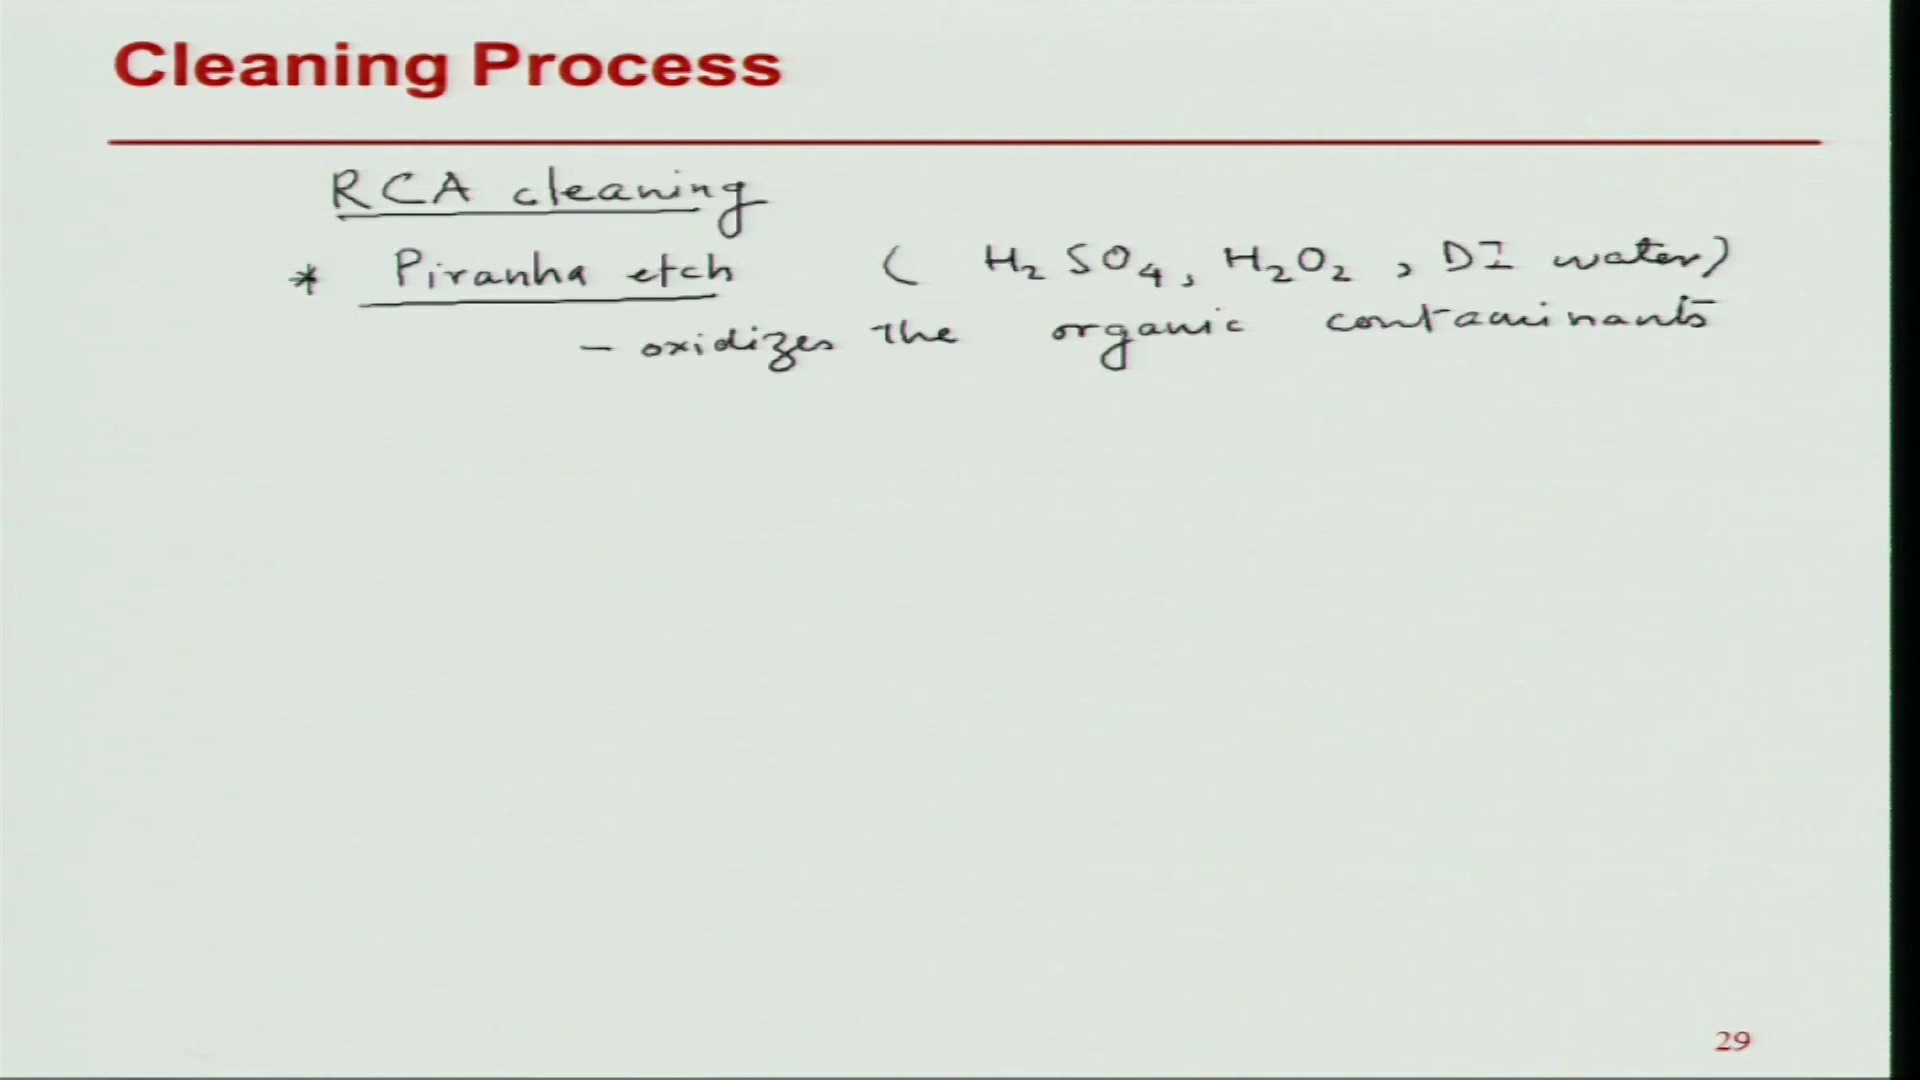 Cleaning Process
RCA cleaning
* Piranha etch ( H₂SO₄, H₂O₂, DI water)
- oxidizes the organic contaminants
29